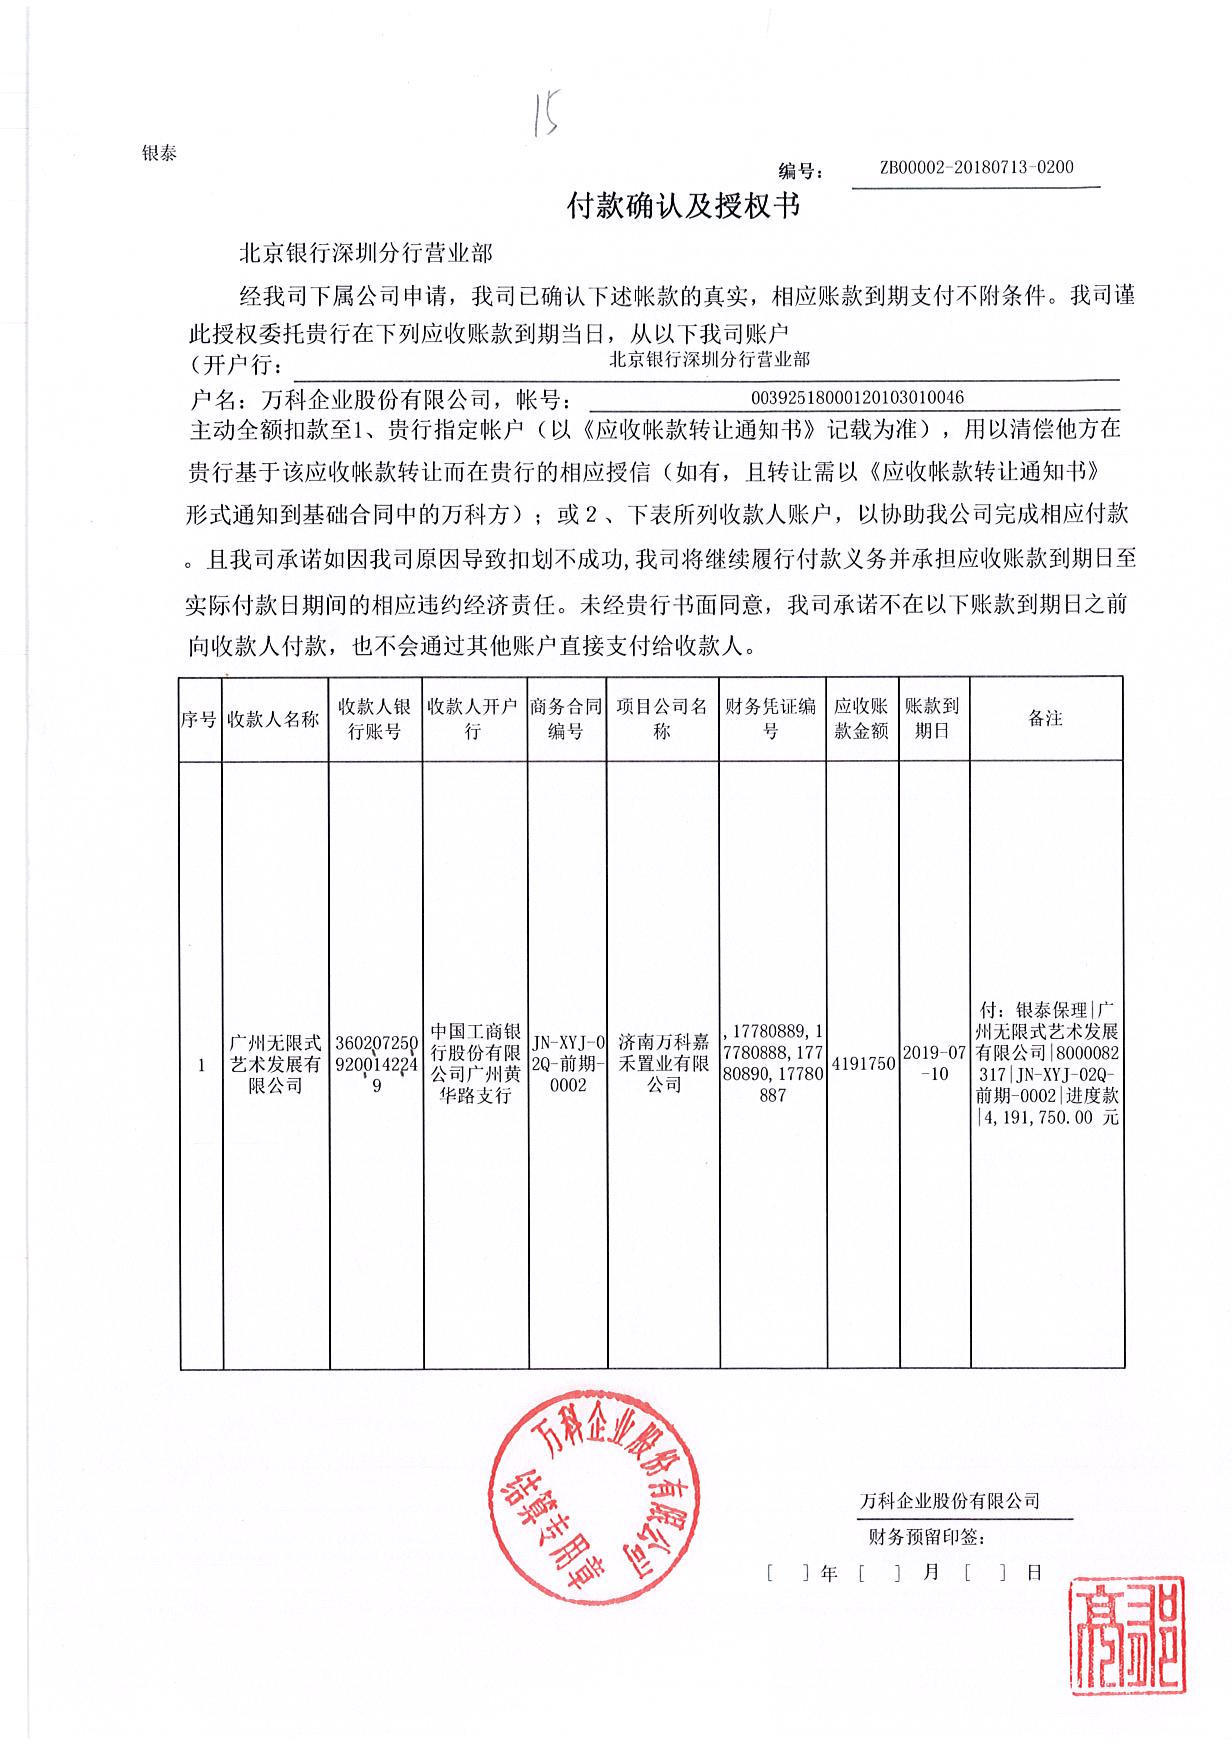 15
银泰
编号： ZB00002-20180713-0200
付款确认及授权书
北京银行深圳分行营业部
经我司下属公司申请，我司已确认下述帐款的真实，相应账款到期支付不附条件。我司谨
此授权委托贵行在下列应收账款到期当日，从以下我司账户
（开户行： 北京银行深圳分行营业部
户名：万科企业股份有限公司，帐号： 00392518000120103010046
主动全额扣款至1、贵行指定帐户（以《应收帐款转让通知书》记载为准），用以清偿他方在
贵行基于该应收帐款转让而在贵行的相应授信（如有，且转让需以《应收帐款转让通知书》
形式通知到基础合同中的万科方）；或２、下表所列收款人账户，以协助我公司完成相应付款
。且我司承诺如因我司原因导致扣划不成功,我司将继续履行付款义务并承担应收账款到期日至
实际付款日期间的相应违约经济责任。未经贵行书面同意，我司承诺不在以下账款到期日之前
向收款人付款，也不会通过其他账户直接支付给收款人。
序号
收款人名称
收款人银
行账号
收款人开户
行
商务合同
编号
项目公司名
称
财务凭证编
号
应收账
款金额
账款到
期日
备注
1
广州无限式
艺术发展有
限公司
360207250
920014224
9
中国工商银
行股份有限
公司广州黄
华路支行
JN-XYJ-0
2Q-前期-
0002
济南万科嘉
禾置业有限
公司
,17780889,1
7780888,177
80890,17780
887
4191750
2019-07
-10
付：银泰保理|广
州无限式艺术发展
有限公司|8000082
317|JN-XYJ-02Q-
前期-0002|进度款
|4,191,750.00 元
万科企业股份有限公司
结算专用章
万科企业股份有限公司
财务预留印签：
[ ]年 [ ] 月 [ ] 日